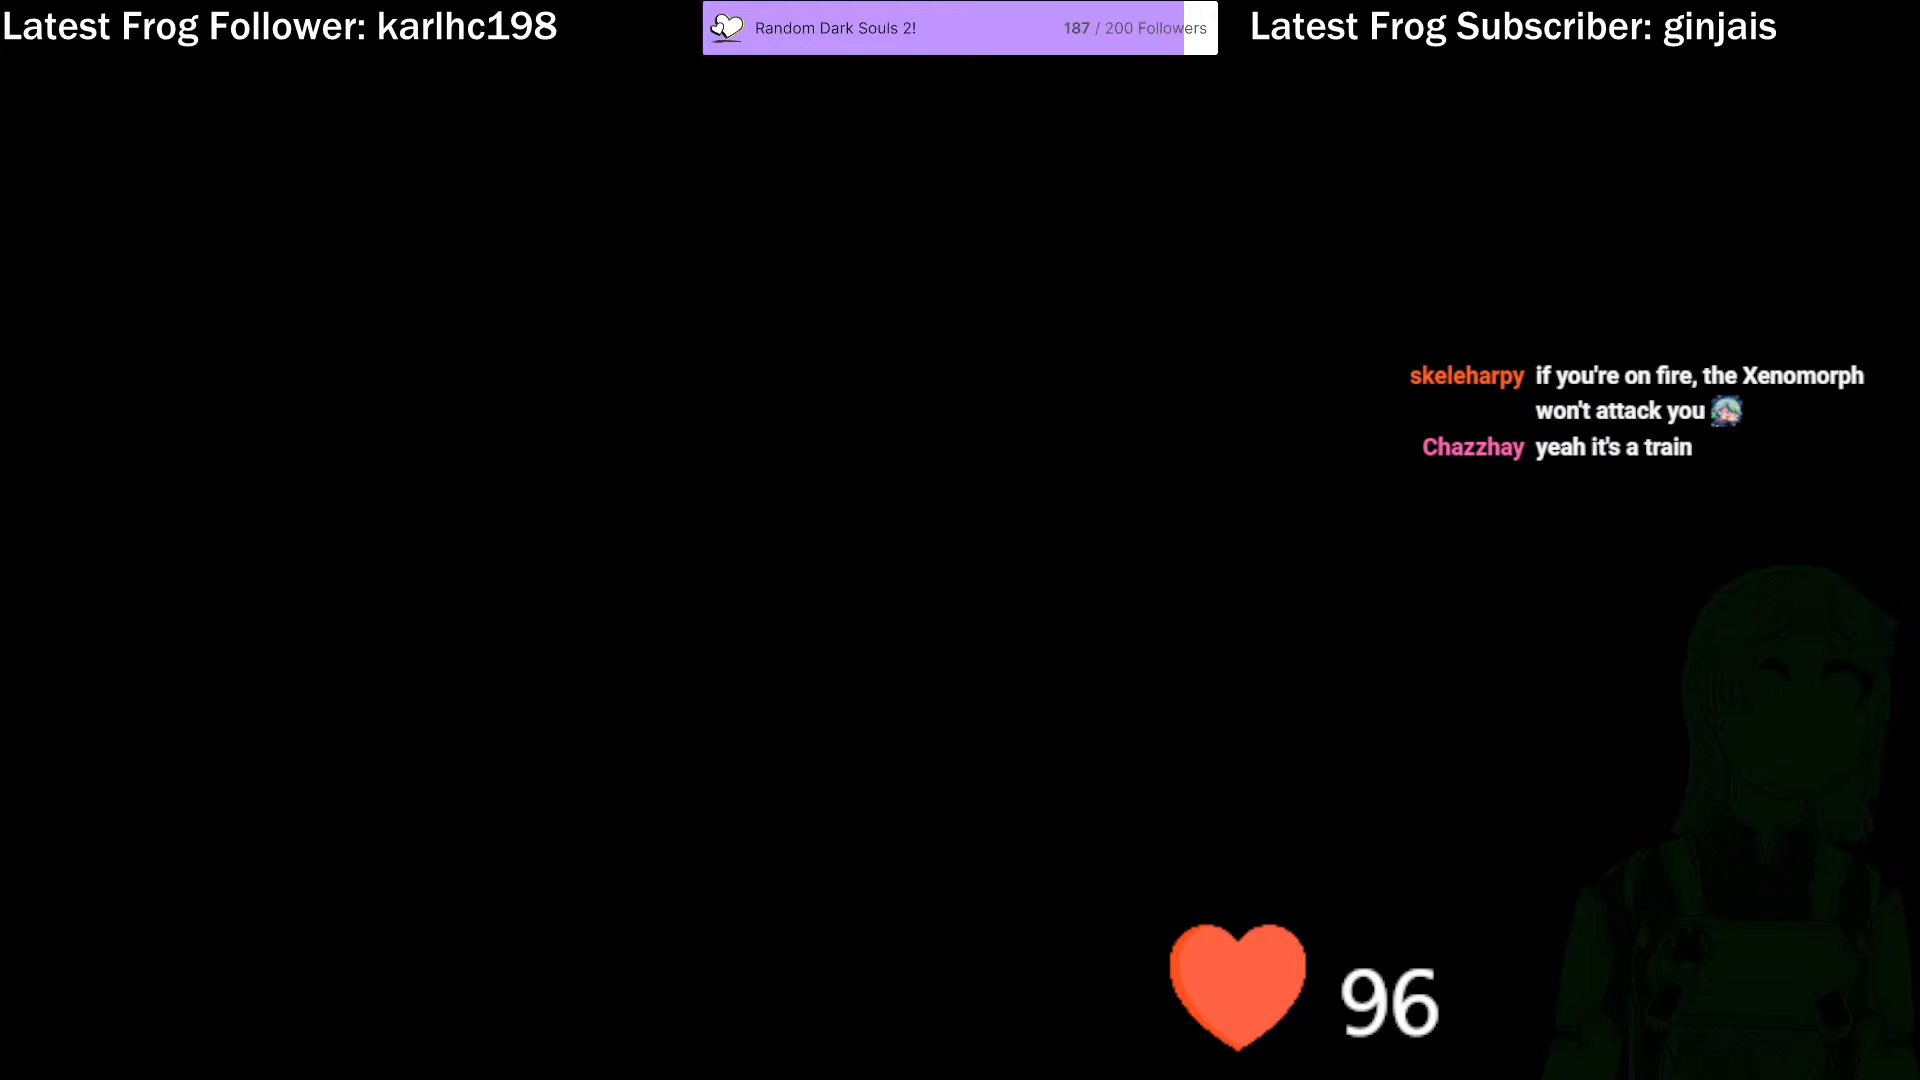 Latest Frog Follower: karlhc198
Random Dark Souls 2!
187 / 200 Followers
Latest Frog Subscriber: ginjais
skeleharpy if you're on fire, the Xenomorph
won't attack you
Chazzhay yeah it's a train
96